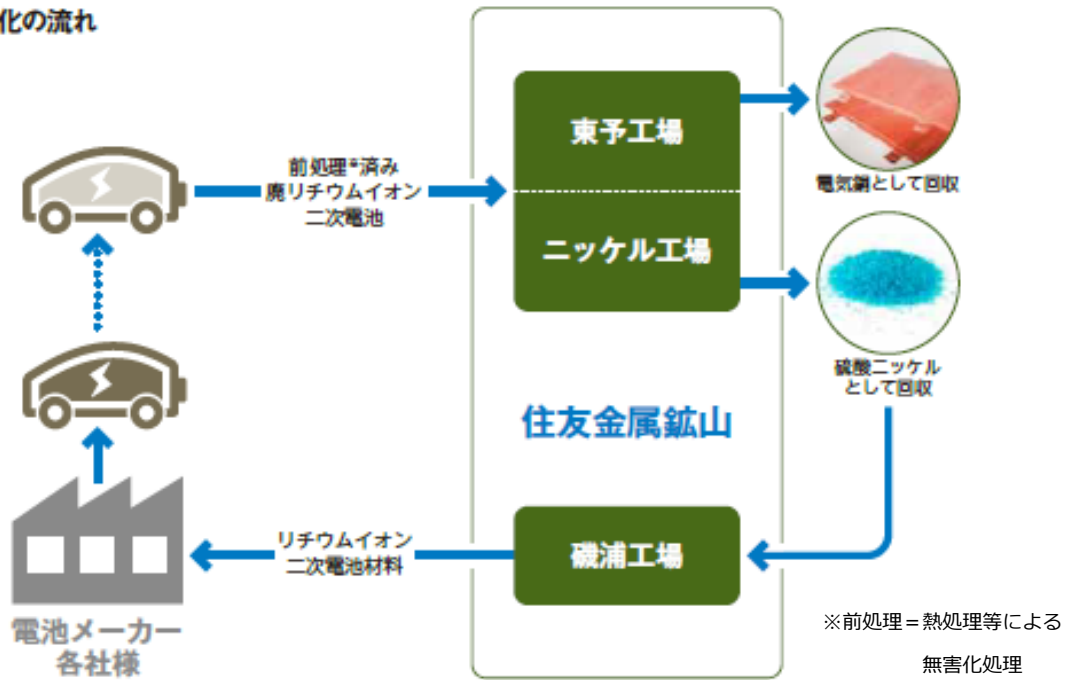 化の流れ
前処理※済み
廃リチウムイオン
二次電池
東予工場
ニッケル工場
電気銅として回収
硫酸ニッケル
として回収
住友金属鉱山
磯浦工場
リチウムイオン
二次電池材料
電池メーカー
各社様
※前処理=熱処理等による
無害化処理